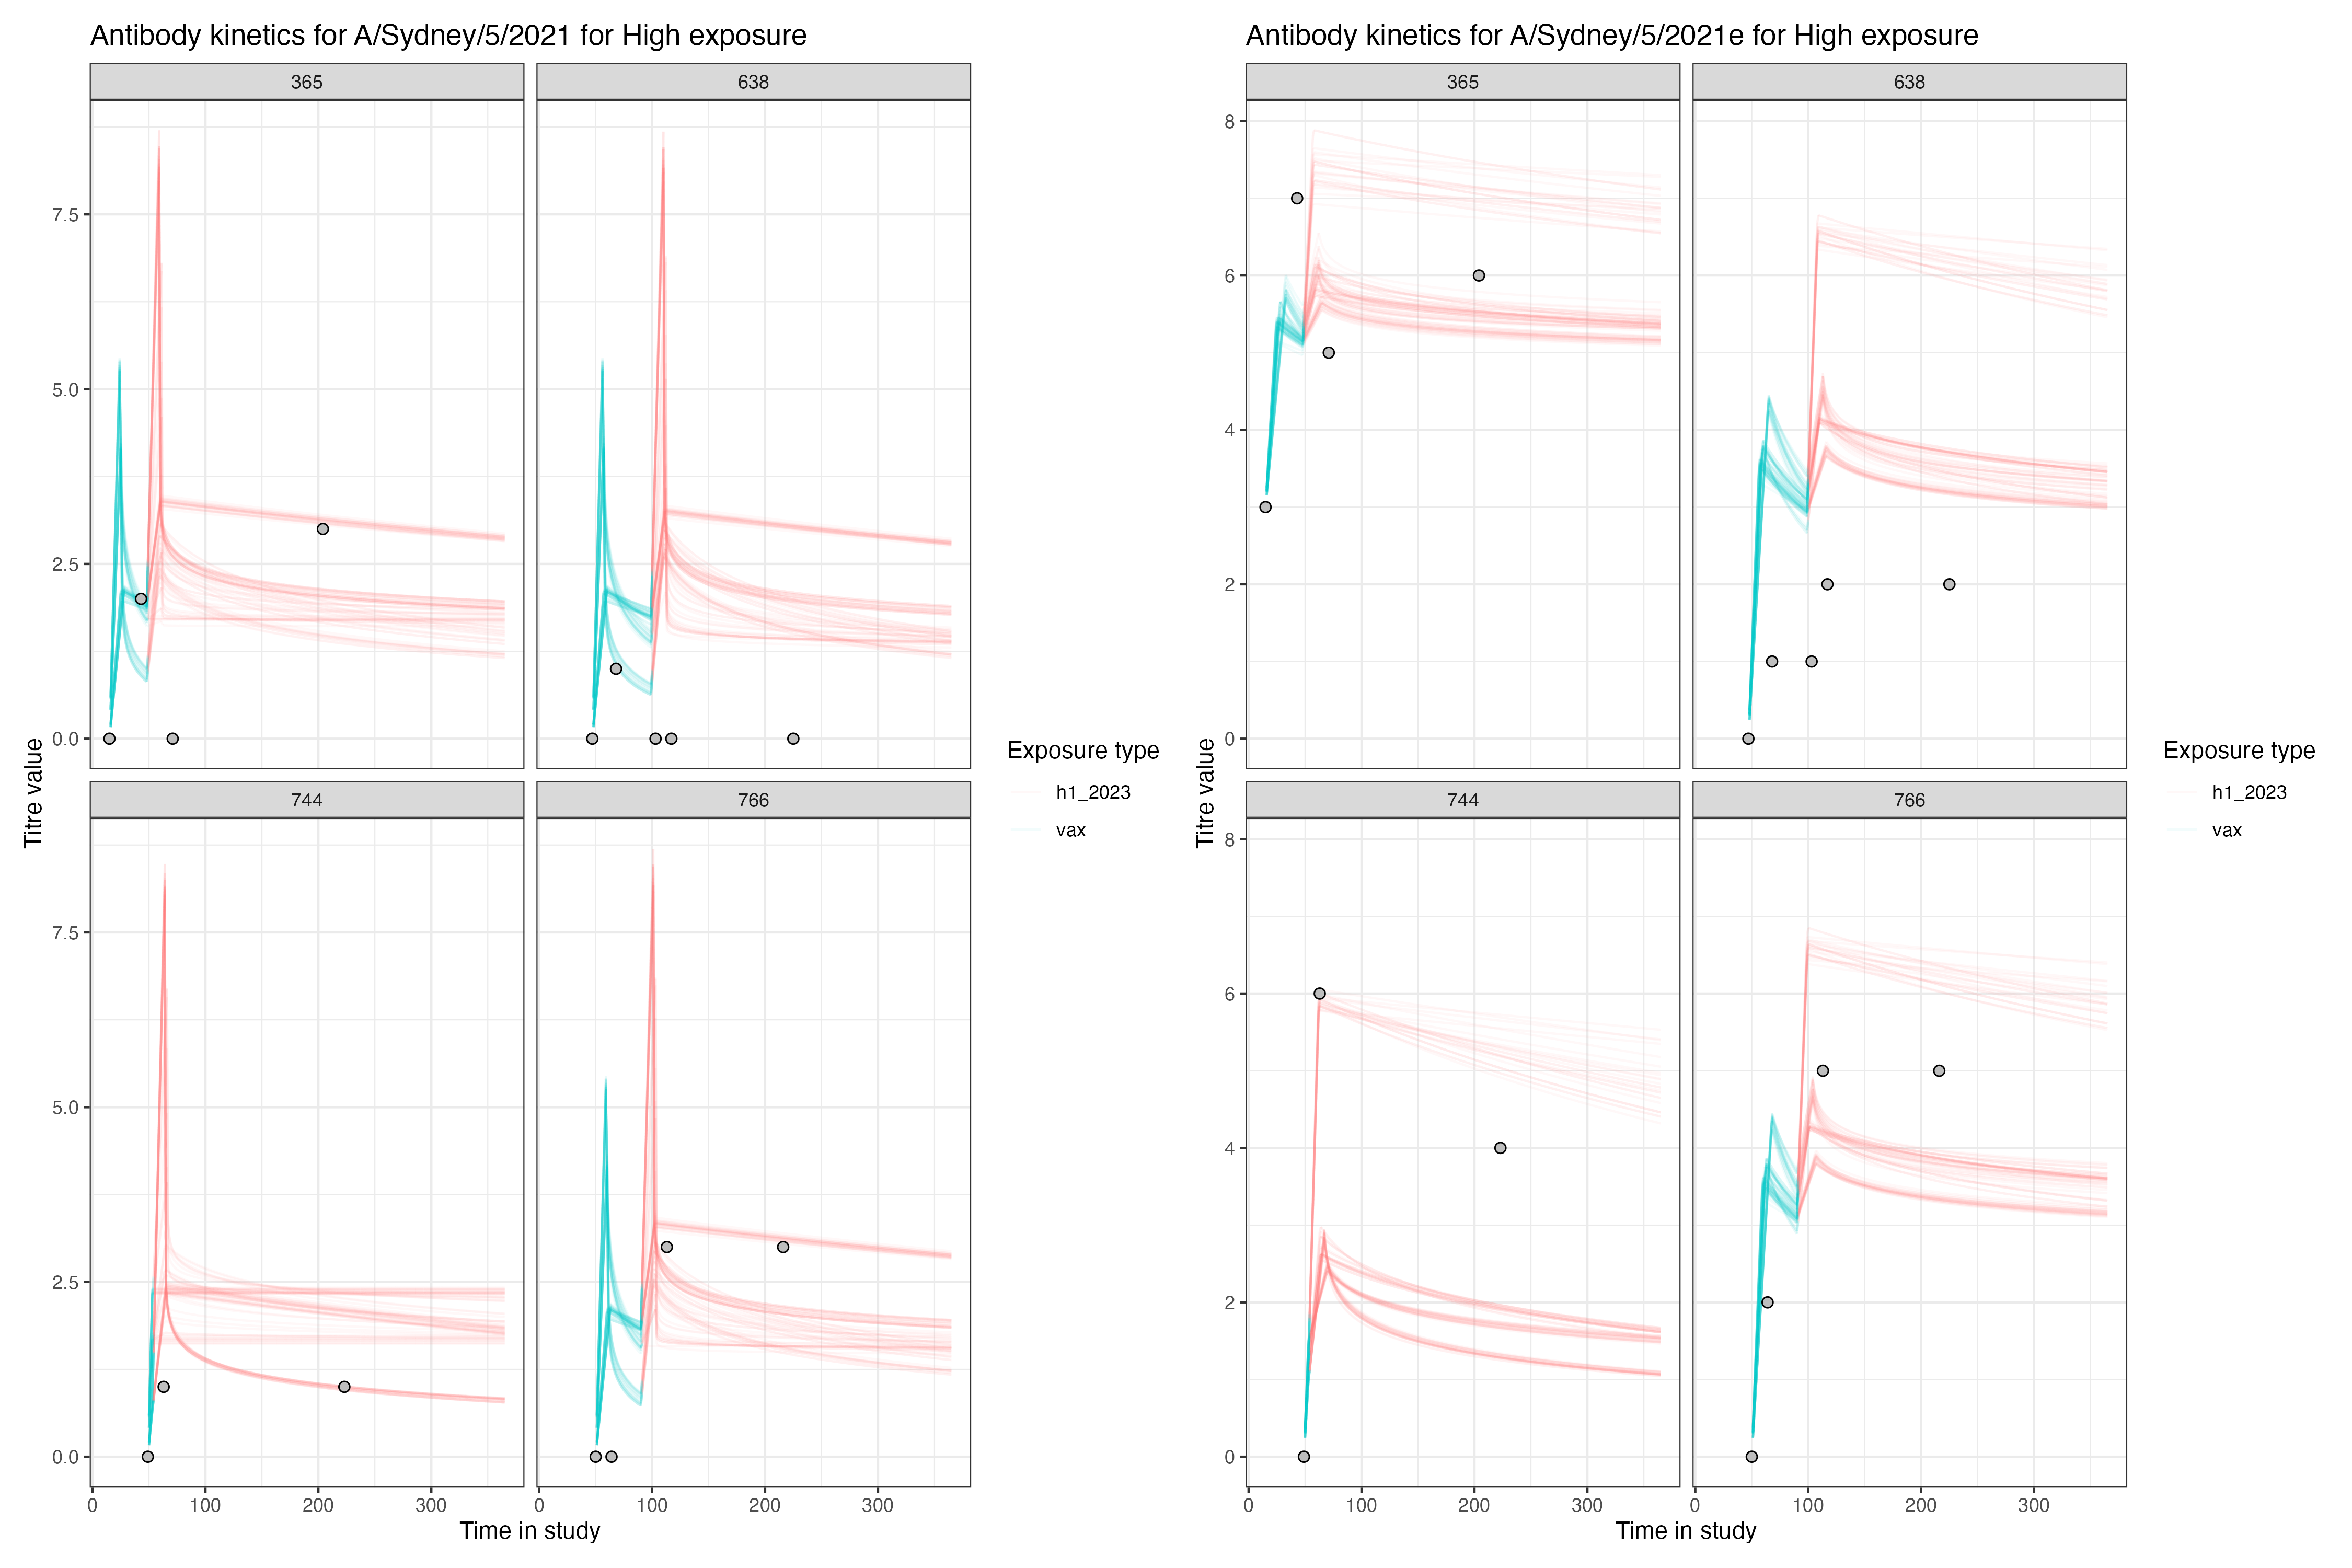 Antibody kinetics for A/Sydney/5/2021 for High exposure
365 638
7.5
5.0
2.5
0.0
744 766
7.5
5.0
2.5
0.0
0 100 200 300 0 100 200 300
Time in study
Titre value
Exposure type
h1_2023
vax
Antibody kinetics for A/Sydney/5/2021e for High exposure
365 638
8
6
4
2
0
744 766
8
6
4
2
0
0 100 200 300 0 100 200 300
Time in study
Titre value
Exposure type
h1_2023
vax